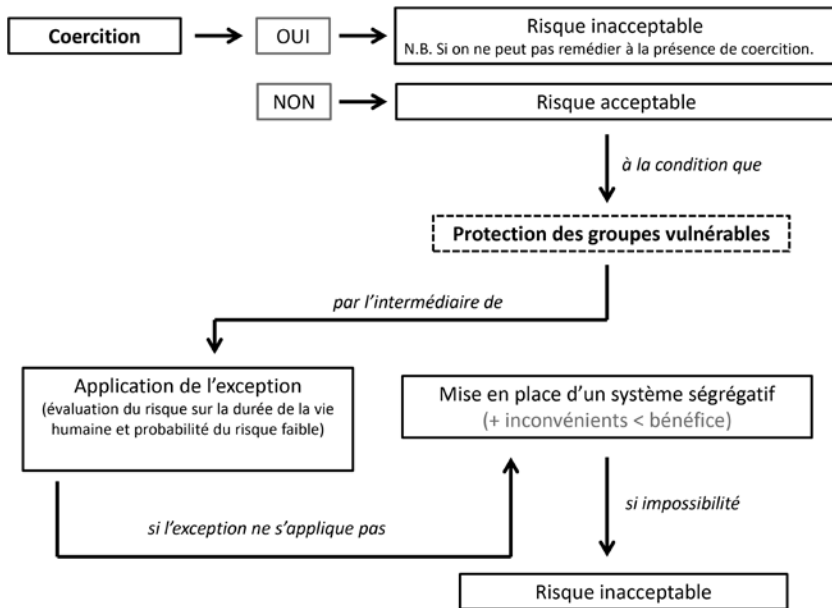 Coercition
OUI
Risque inacceptable
N.B. Si on ne peut pas remédier à la présence de coercition.
NON
Risque acceptable
à la condition que
Protection des groupes vulnérables
par l’intermédiaire de
Application de l’exception
(évaluation du risque sur la durée de la vie
humaine et probabilité du risque faible)
Mise en place d’un système ségrégatif
(+ inconvénients < bénéfice)
si l’exception ne s’applique pas
si impossibilité
Risque inacceptable